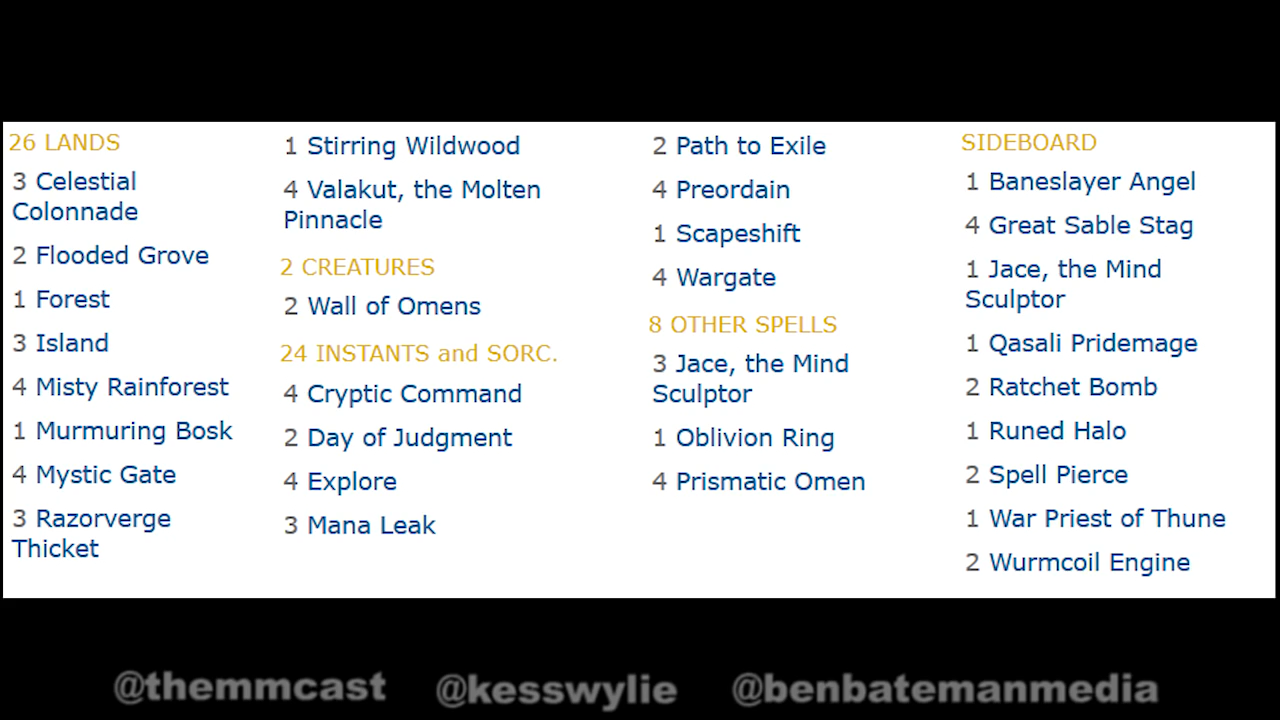 26 LANDS
3 Celestial
Colonnade
2 Flooded Grove
1 Forest
3 Island
4 Misty Rainforest
1 Murmuring Bosk
4 Mystic Gate
3 Razorverge
Thicket
1 Stirring Wildwood
4 Valakut, the Molten
Pinnacle
2 CREATURES
2 Wall of Omens
24 INSTANTS and SORC.
4 Cryptic Command
2 Day of Judgment
4 Explore
3 Mana Leak
2 Path to Exile
4 Preordain
1 Scapeshift
4 Wargate
8 OTHER SPELLS
3 Jace, the Mind
Sculptor
1 Oblivion Ring
4 Prismatic Omen
SIDEBOARD
1 Baneslayer Angel
4 Great Sable Stag
1 Jace, the Mind
Sculptor
1 Qasali Pridemage
2 Ratchet Bomb
1 Runed Halo
2 Spell Pierce
1 War Priest of Thune
2 Wurmcoil Engine
@themmcast @kesswylie @benbatemanmedia